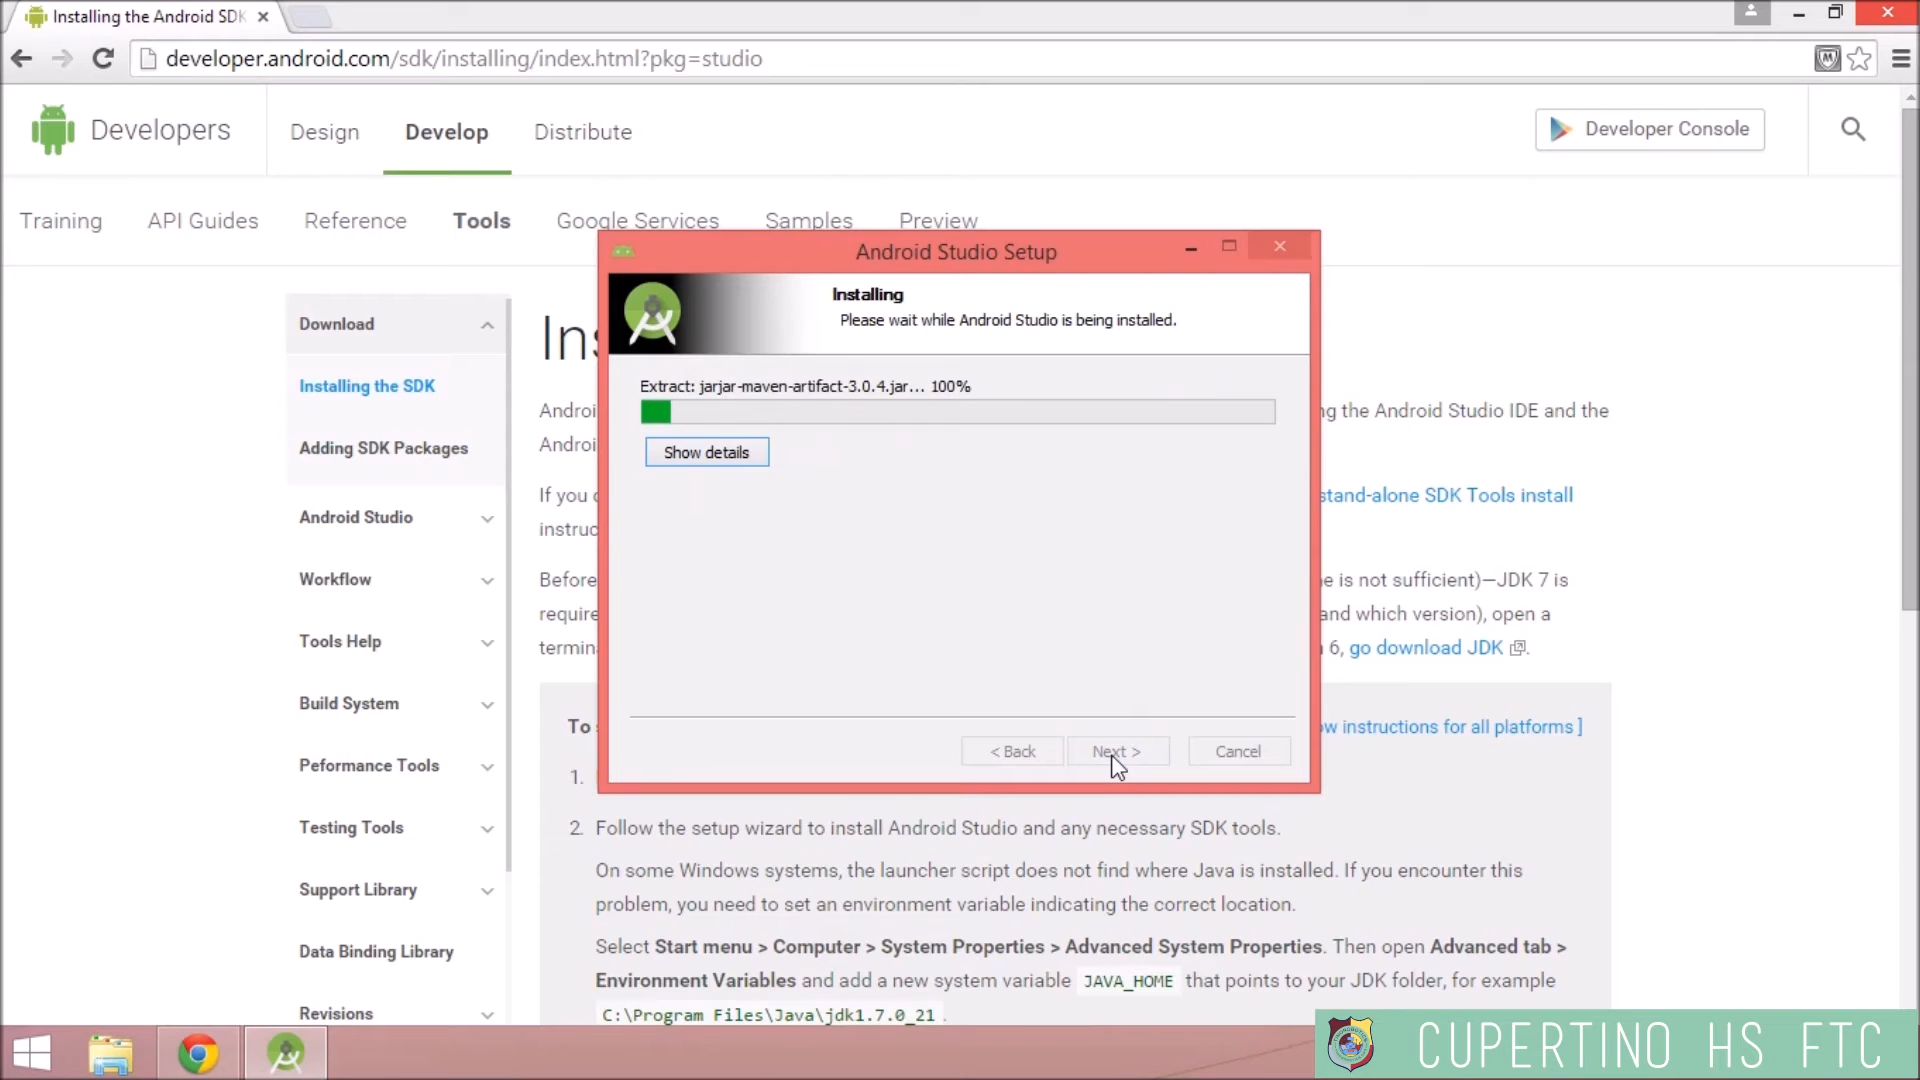 Installing the Android SDK
developer.android.com/sdk/installing/index.html?pkg=studio
Developers
Design
Develop
Distribute
Developer Console
Training
API Guides
Reference
Tools
Google Services
Samples
Preview
Android Studio Setup
Installing
Please wait while Android Studio is being installed.
Extract: jarjar-maven-artifact-3.0.4.jar... 100%
Show details
< Back
Next >
Cancel
Download
Installing the SDK
Adding SDK Packages
Android Studio
Workflow
Tools Help
Build System
Peformance Tools
Testing Tools
Support Library
Data Binding Library
Revisions
the Android Studio IDE and the
If you
stand-alone SDK Tools install
Before
is not sufficient)—JDK 7 is
and which version), open a
6, go download JDK .
To
instructions for all platforms ]
1.
2. Follow the setup wizard to install Android Studio and any necessary SDK tools.
On some Windows systems, the launcher script does not find where Java is installed. If you encounter this
problem, you need to set an environment variable indicating the correct location.
Select Start menu > Computer > System Properties > Advanced System Properties. Then open Advanced tab >
Environment Variables and add a new system variable JAVA_HOME that points to your JDK folder, for example
C:\Program Files\Java\jdk1.7.0_21 .
CUPERTINO HS FTC